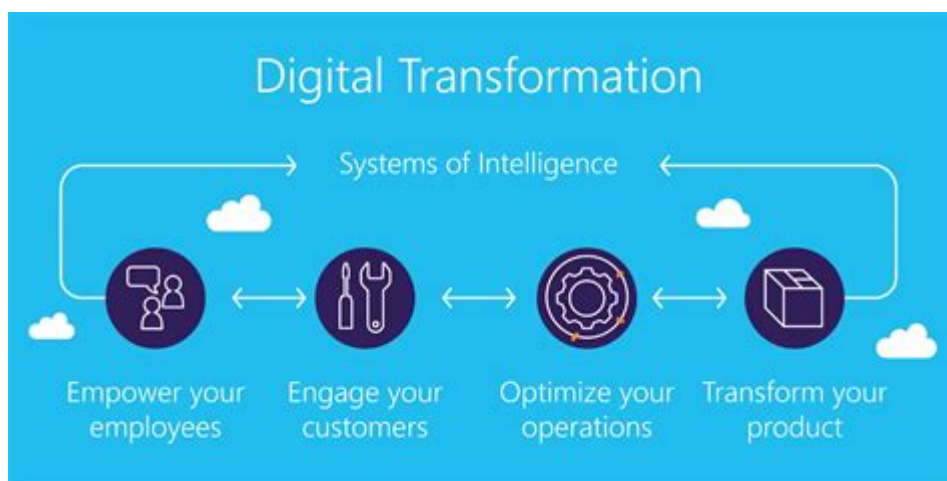 Digital Transformation
Systems of Intelligence
Empower your
employees
Engage your
customers
Optimize your
operations
Transform your
product